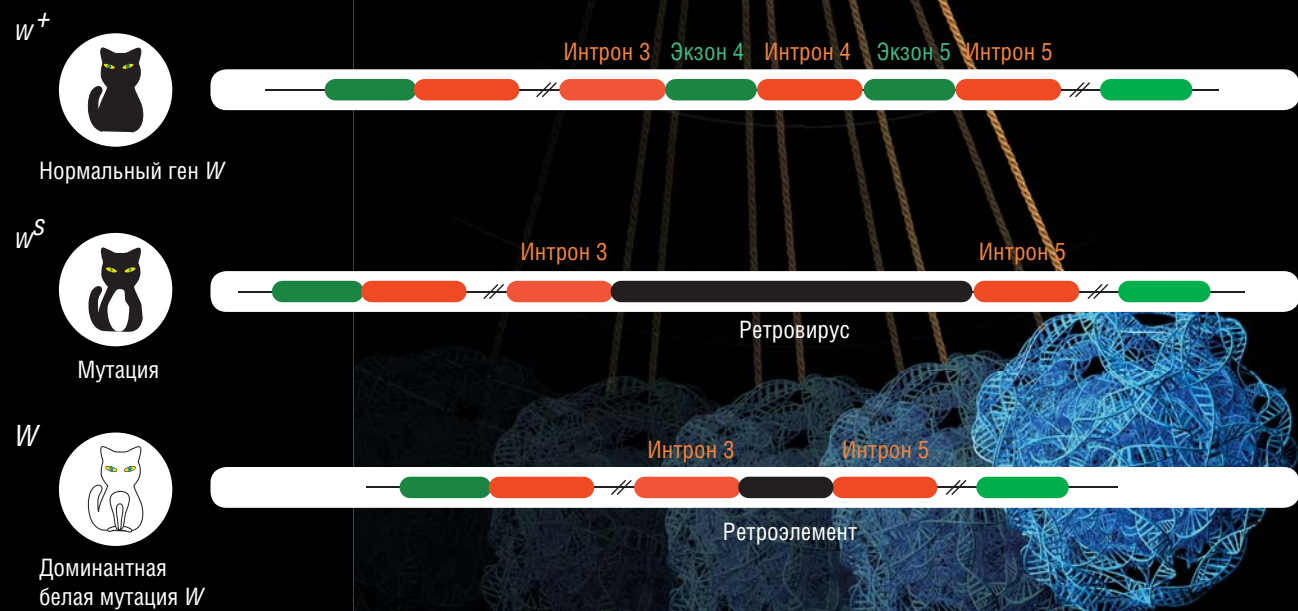 W+
Интрон 3 Экзон 4 Интрон 4 Экзон 5 Интрон 5
Нормальный ген W
WS
Интрон 3 Интрон 5
Ретровирус
Мутация
W
Интрон 3 Интрон 5
Ретроэлемент
Доминантная
белая мутация W